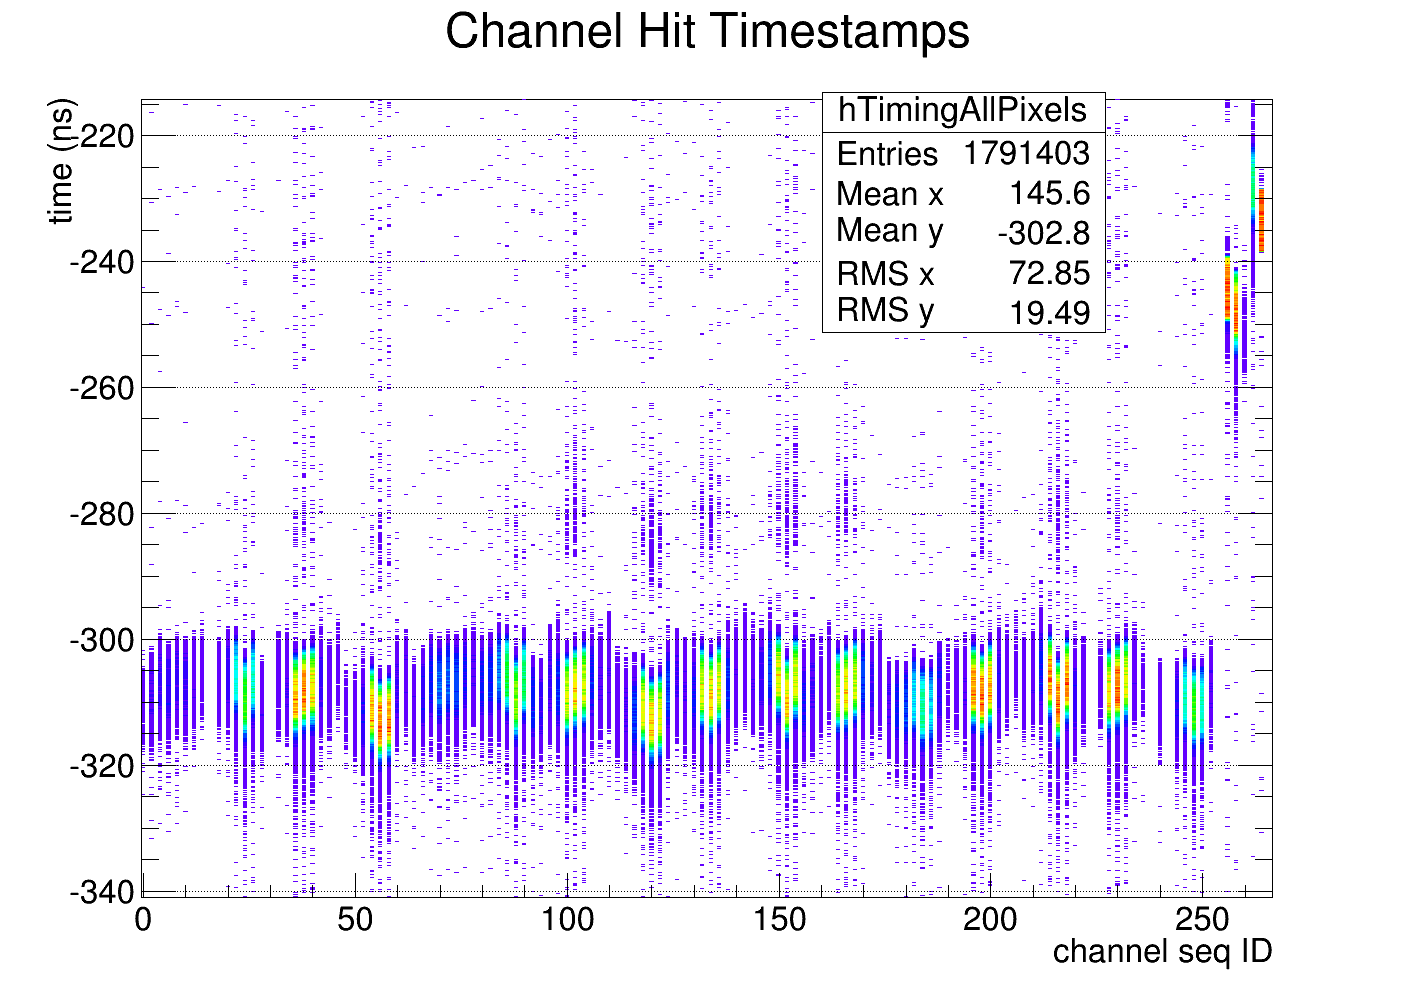 Channel Hit Timestamps
time (ns)
hTimingAllPixels
Entries 1791403
Mean x 145.6
Mean y -302.8
RMS x 72.85
RMS y 19.49
-220
-240
-260
-280
-300
-320
-340
0 50 100 150 200 250
channel seq ID